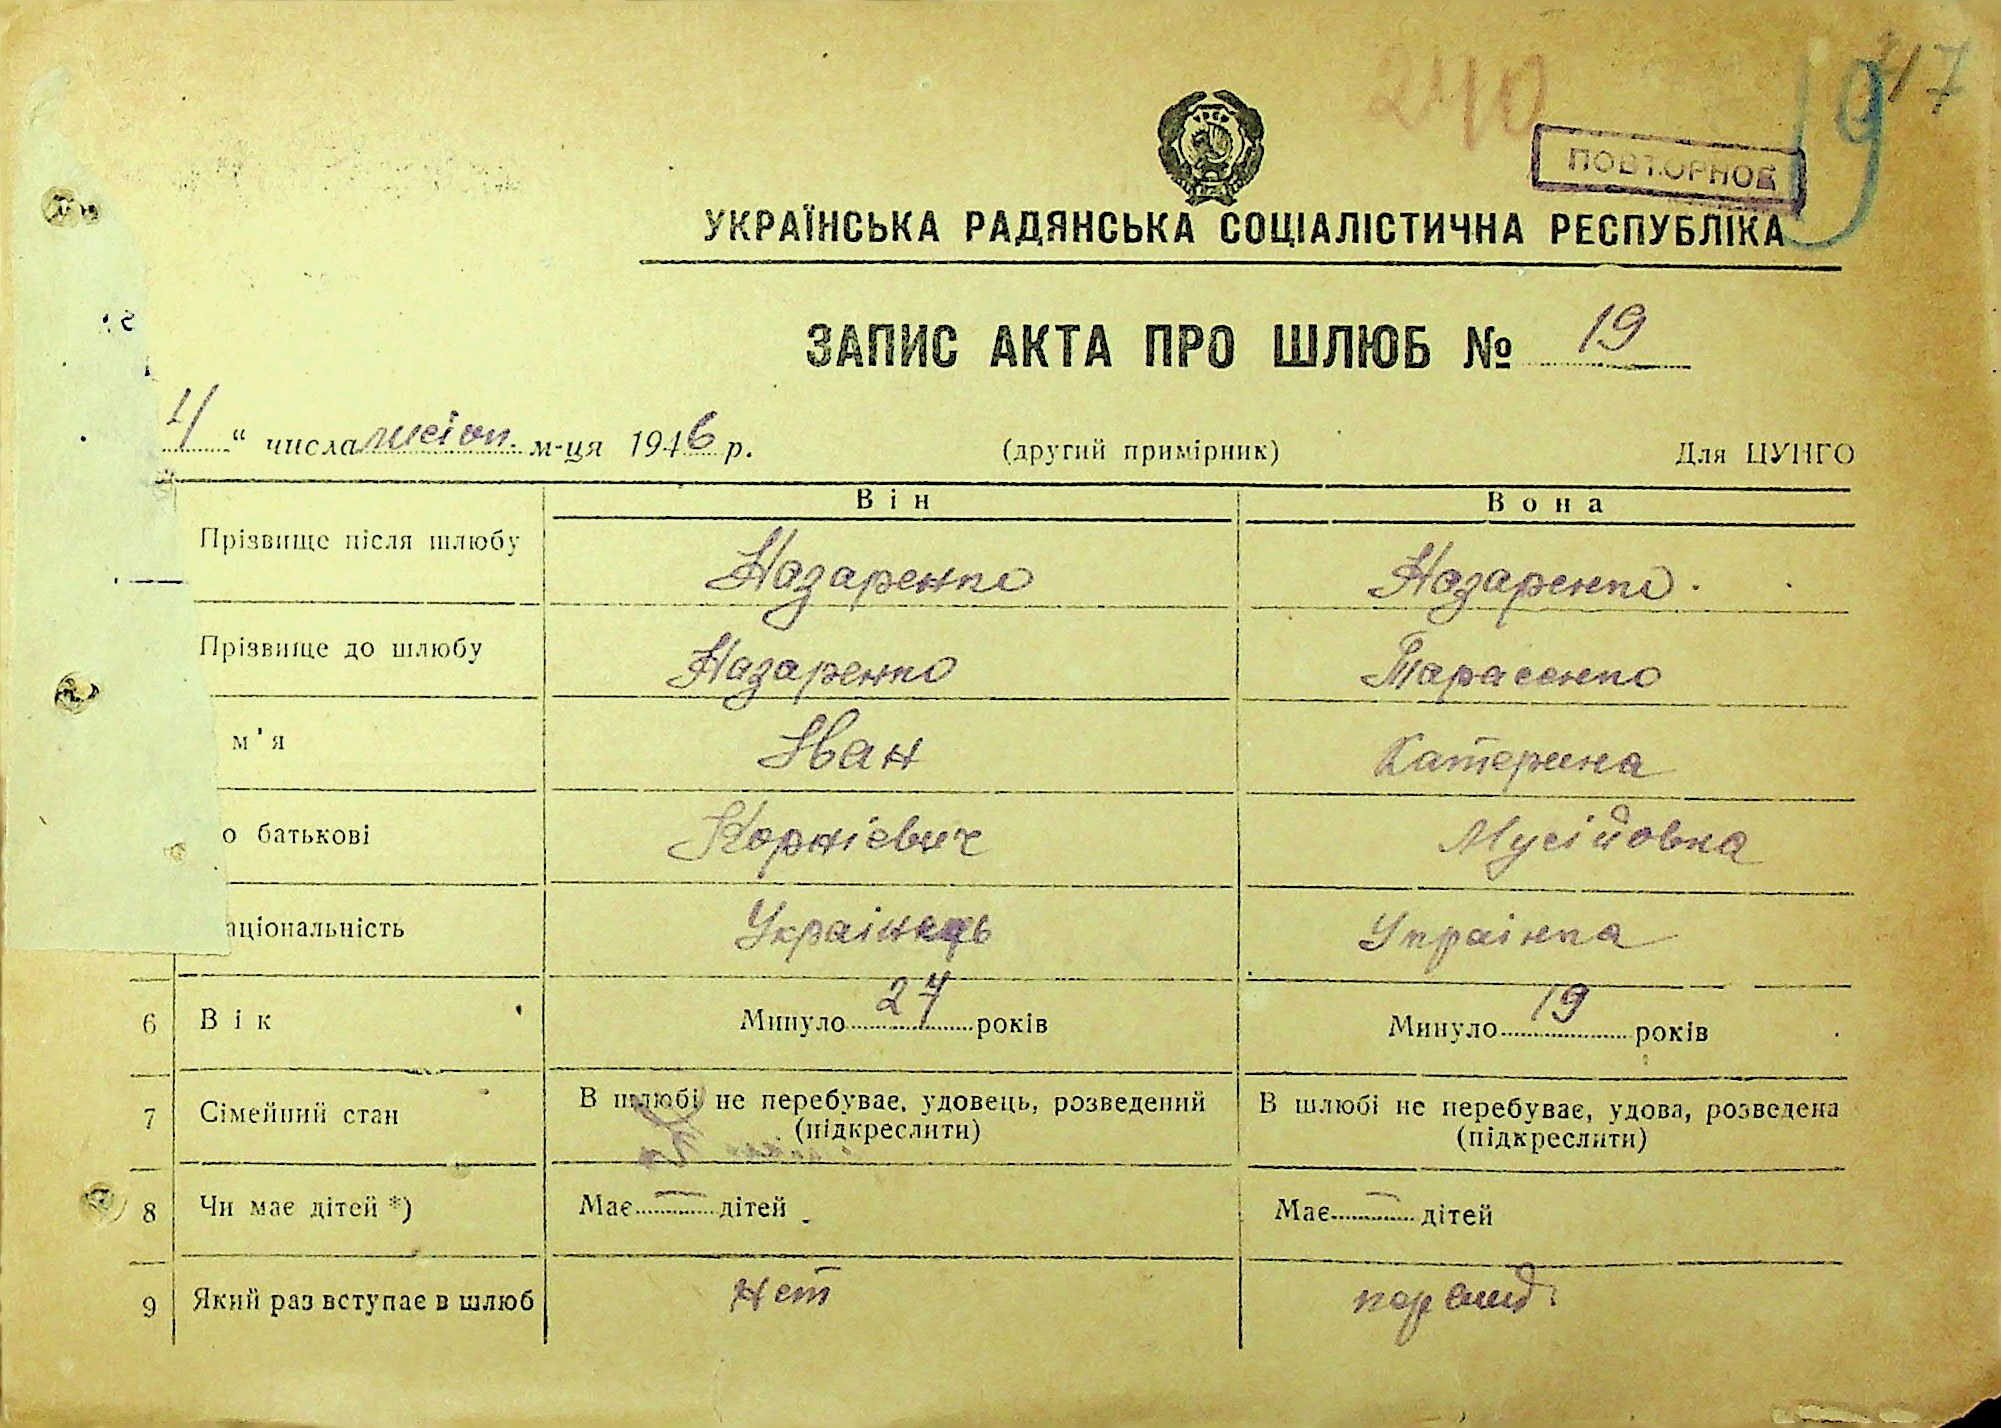 240
19
417
ПОВТОРНОЕ
УКРАЇНСЬКА РАДЯНСЬКА СОЦІАЛІСТИЧНА РЕСПУБЛІКА
ЗАПИС АКТА ПРО ШЛЮБ № 19
4 " числа листоп. м-ця 1946 р. (другий примірник) Для ЦУНГО
Він Вона
Прізвище після шлюбу Назаренко Назаренко
Прізвище до шлюбу Назаренко Тарасенко
м'я Іван Катерина
о батькові Корнієвич Мусійовна
аціональність Українець Українка
6 Вік Минуло 24 років Минуло 19 років
7 Сімейний стан В шлюбі не перебуває, удовець, розведений В шлюбі не перебуває, удова, розведена
(підкреслити) (підкреслити)
8 Чи має дітей *) Має — дітей Має — дітей
9 Який раз вступає в шлюб нет